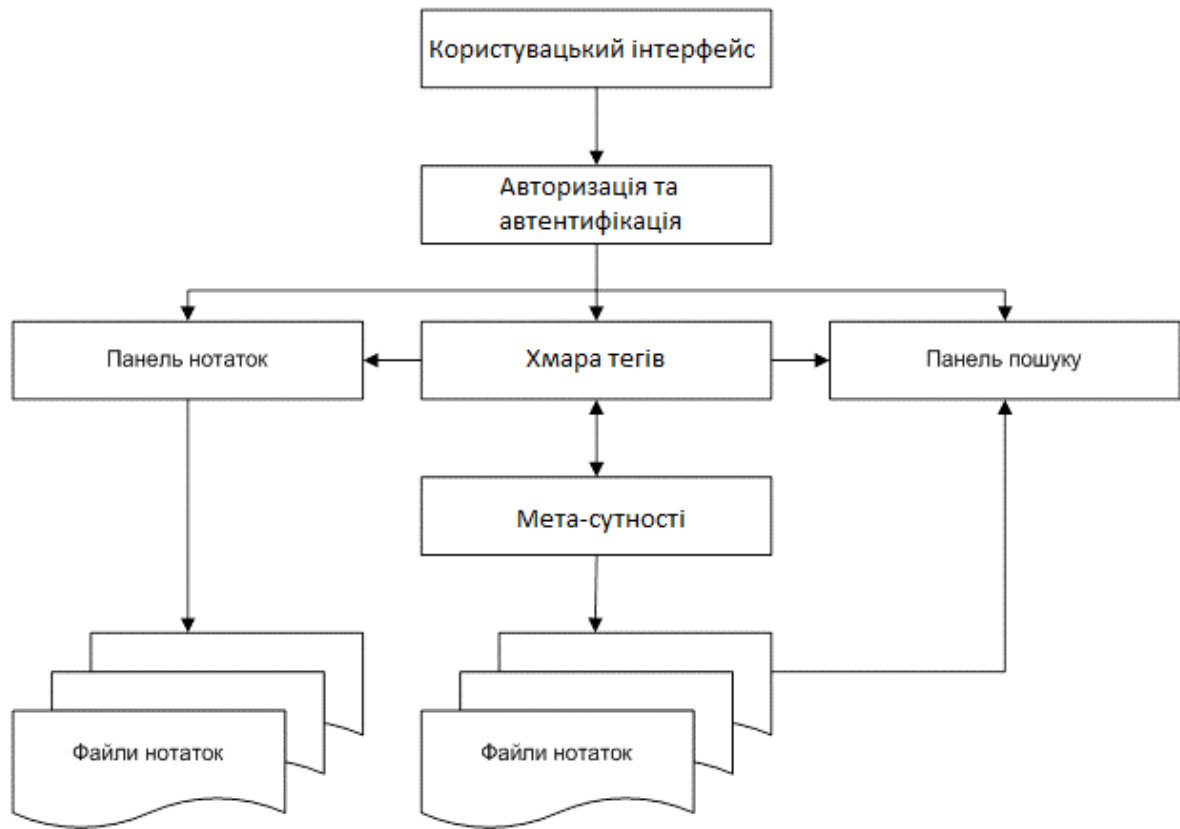 Користувацький інтерфейс
Авторизація та
автентифікація
Панель нотаток
Хмара тегів
Панель пошуку
Мета-сутності
Файли нотаток
Файли нотаток